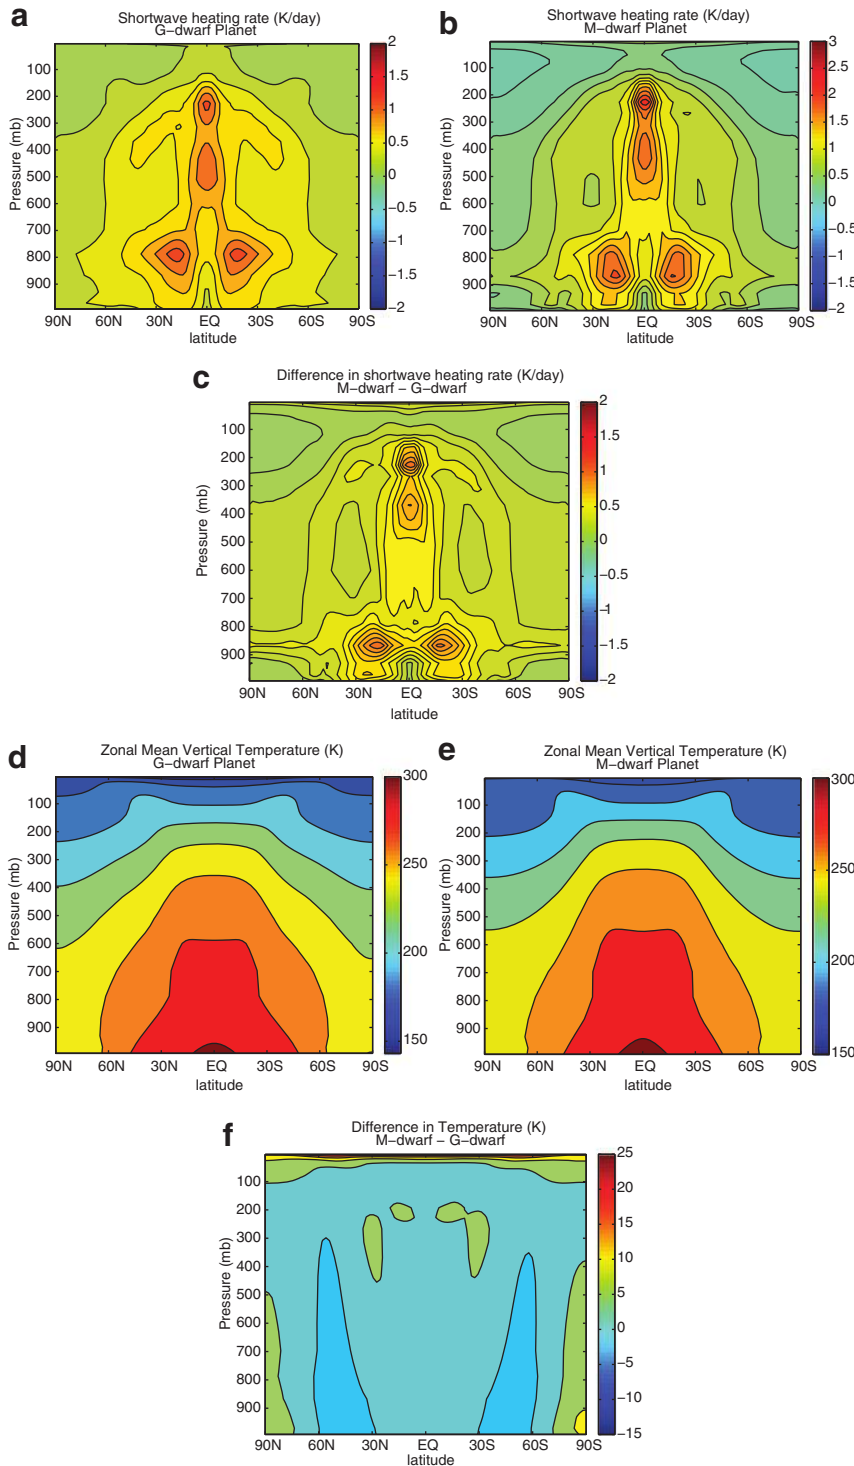 a
Shortwave heating rate (K/day)
G−dwarf Planet
Pressure (mb)
100
200
300
400
500
600
700
800
900
90N 60N 30N EQ 30S 60S 90S
latitude
2
1.5
1
0.5
0
−0.5
−1
−1.5
−2
b
Shortwave heating rate (K/day)
M−dwarf Planet
Pressure (mb)
100
200
300
400
500
600
700
800
900
90N 60N 30N EQ 30S 60S 90S
latitude
3
2.5
2
1.5
1
0.5
0
−0.5
−1
−1.5
−2
c
Difference in shortwave heating rate (K/day)
M−dwarf − G−dwarf
Pressure (mb)
100
200
300
400
500
600
700
800
900
90N 60N 30N EQ 30S 60S 90S
latitude
2
1.5
1
0.5
0
−0.5
−1
−1.5
−2
d
Zonal Mean Vertical Temperature (K)
G−dwarf Planet
Pressure (mb)
100
200
300
400
500
600
700
800
900
90N 60N 30N EQ 30S 60S 90S
latitude
300
250
200
150
e
Zonal Mean Vertical Temperature (K)
M−dwarf Planet
Pressure (mb)
100
200
300
400
500
600
700
800
900
90N 60N 30N EQ 30S 60S 90S
latitude
300
250
200
150
f
Difference in Temperature (K)
M−dwarf − G−dwarf
Pressure (mb)
100
200
300
400
500
600
700
800
900
90N 60N 30N EQ 30S 60S 90S
latitude
25
20
15
10
5
0
−5
−10
−15